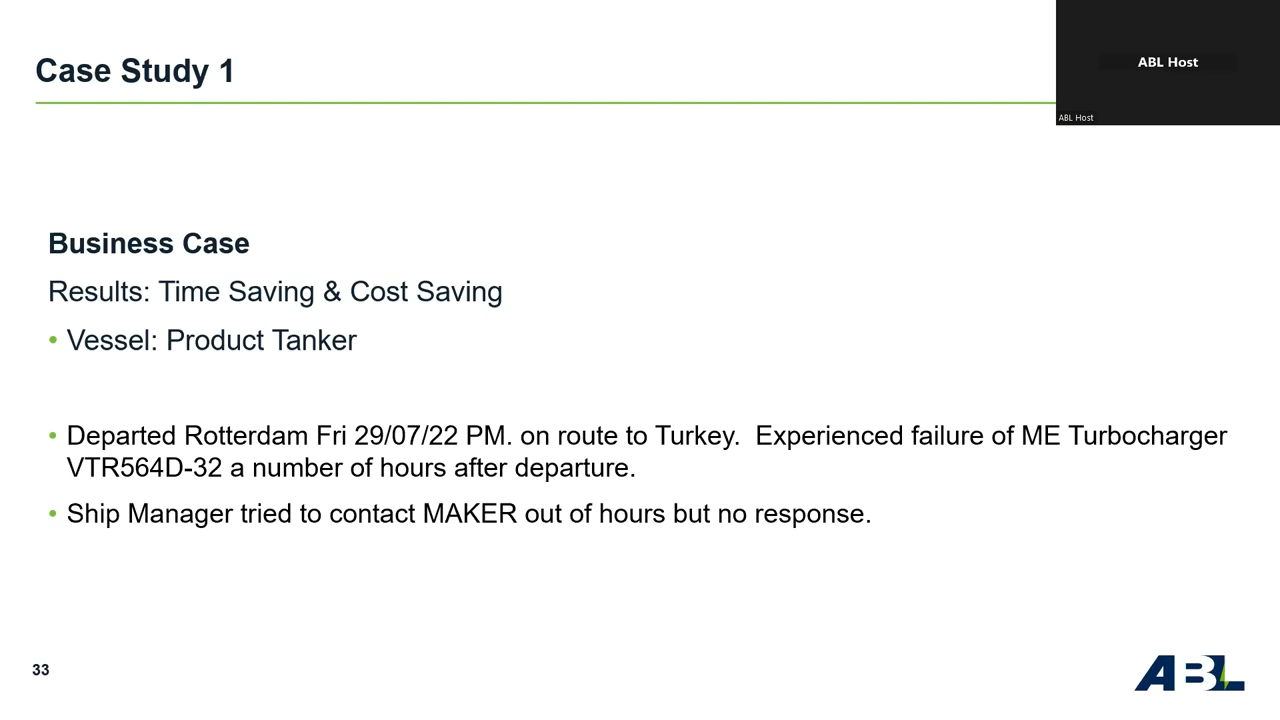 Case Study 1
ABL Host
ABL Host
Business Case
Results: Time Saving & Cost Saving
• Vessel: Product Tanker
• Departed Rotterdam Fri 29/07/22 PM. on route to Turkey.  Experienced failure of ME Turbocharger
VTR564D-32 a number of hours after departure.
• Ship Manager tried to contact MAKER out of hours but no response.
33
ABL